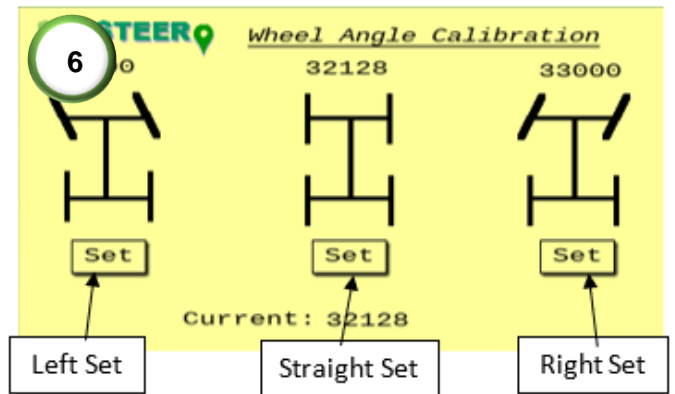 6
STEER
Wheel Angle Calibration
32128
33000
Set
Set
Set
Current: 32128
Left Set
Straight Set
Right Set